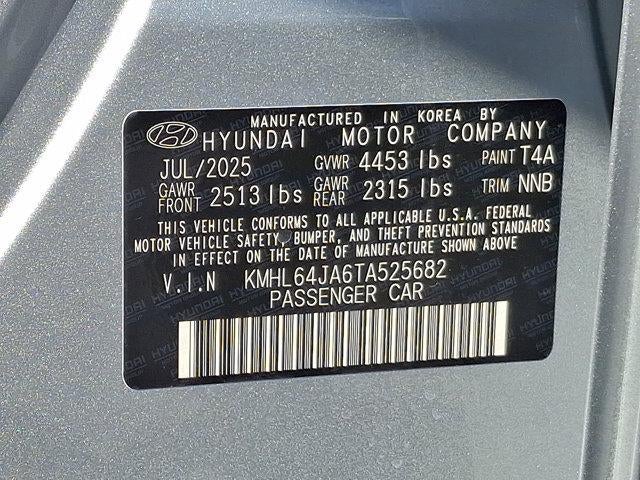 MANUFACTURED IN KOREA BY
HYUNDAI MOTOR COMPANY
JUL/2025 GVWR 4453 lbs PAINT T4A
GAWR FRONT 2513 lbs GAWR REAR 2315 lbs TRIM NNB
THIS VEHICLE CONFORMS TO ALL APPLICABLE U.S.A. FEDERAL
MOTOR VEHICLE SAFETY, BUMPER, AND THEFT PREVENTION STANDARDS
IN EFFECT ON THE DATE OF MANUFACTURE SHOWN ABOVE
V.I.N KMHL64JA6TA525682
PASSENGER CAR